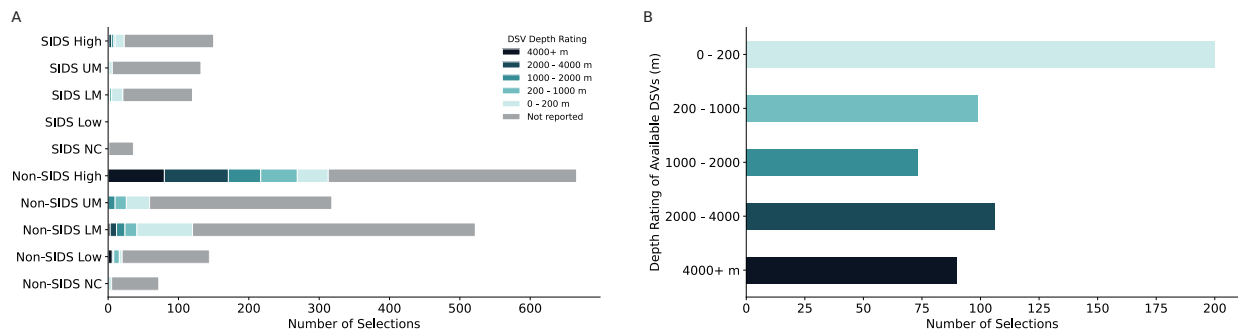 A
SIDS High
SIDS UM
SIDS LM
SIDS Low
SIDS NC
Non-SIDS High
Non-SIDS UM
Non-SIDS LM
Non-SIDS Low
Non-SIDS NC
0 100 200 300 400 500 600
Number of Selections
DSV Depth Rating
4000+ m
2000 - 4000 m
1000 - 2000 m
200 - 1000 m
0 - 200 m
Not reported
B
Depth Rating of Available DSVs (m)
0 - 200
200 - 1000
1000 - 2000
2000 - 4000
4000+ m
0 25 50 75 100 125 150 175 200
Number of Selections